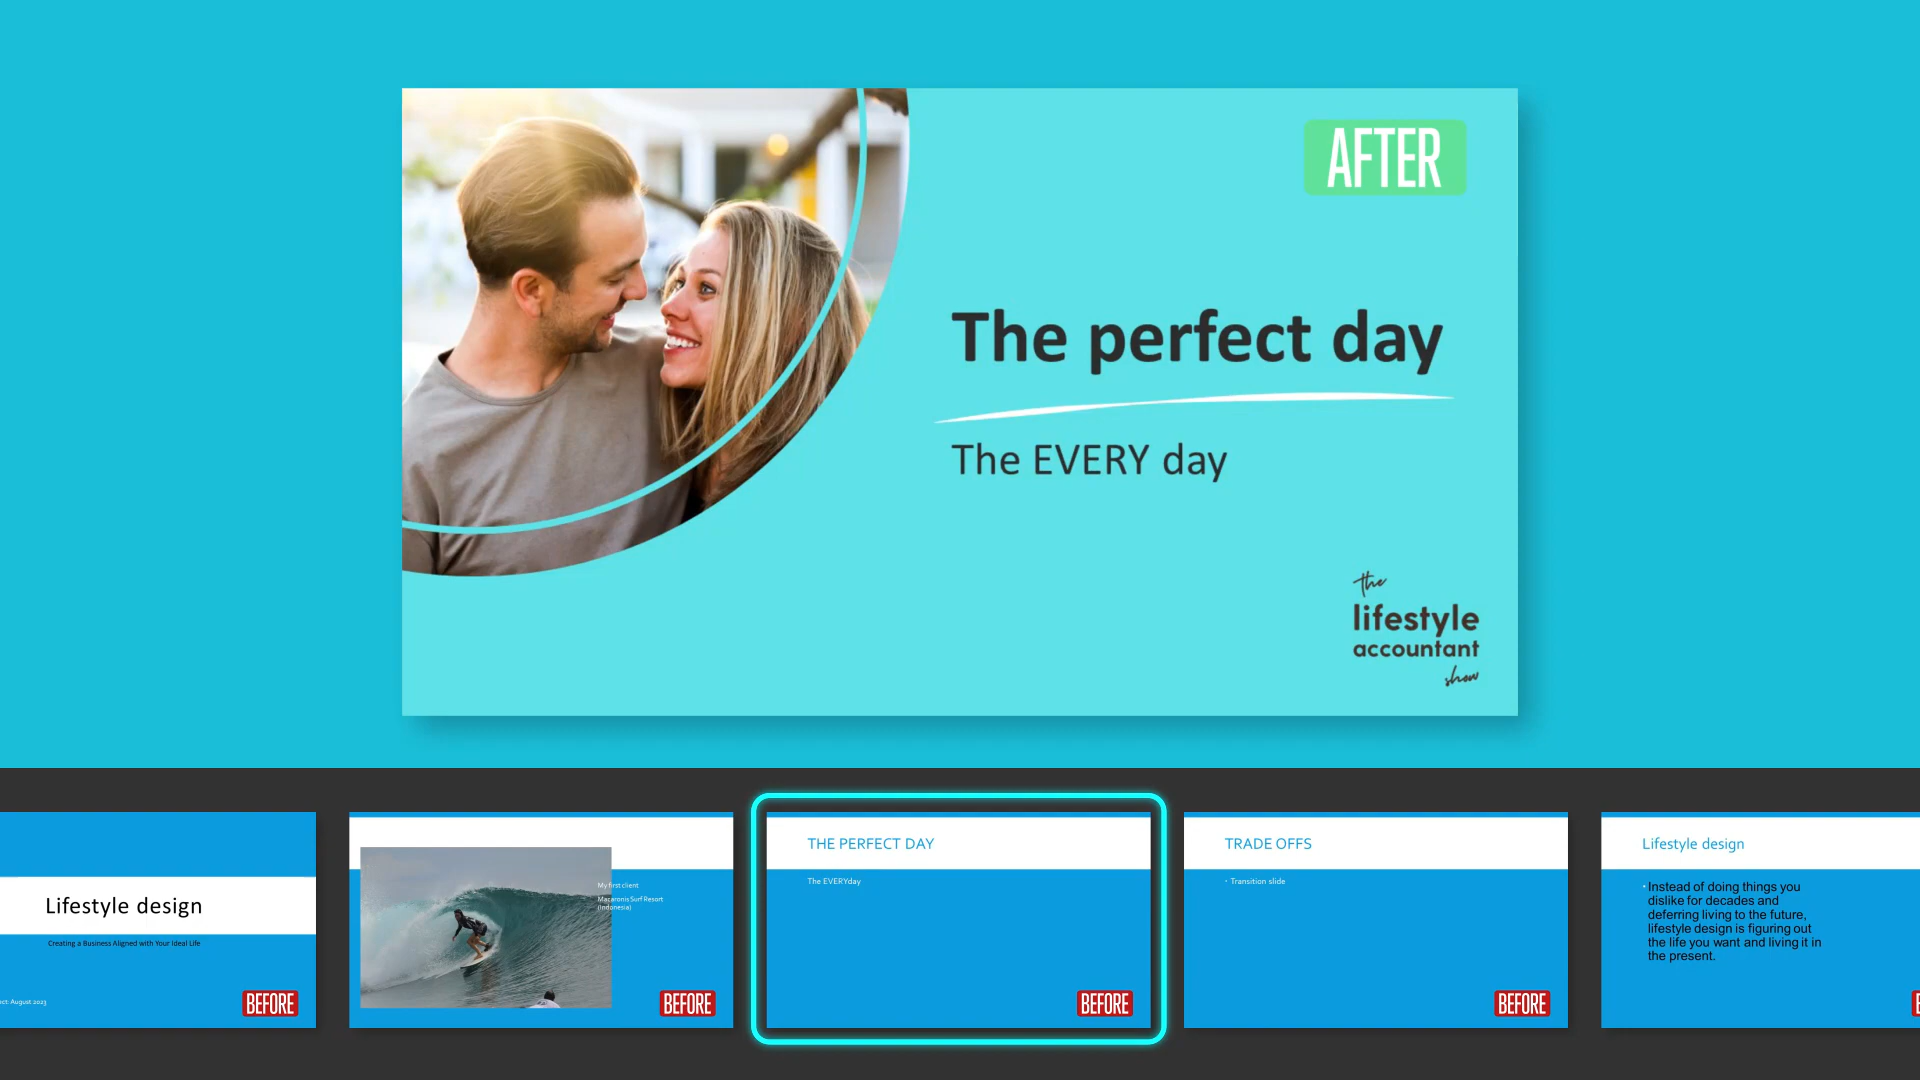 AFTER
The perfect day
The EVERY day
the
lifestyle
accountant
show
Lifestyle design
Creating a Business Aligned with Your Ideal Life
August 2023
BEFORE
My first client
Macaronis Surf Resort
(Indonesia)
BEFORE
THE PERFECT DAY
The EVERYday
BEFORE
TRADE OFFS
• Transition slide
BEFORE
Lifestyle design
• Instead of doing things you
dislike for decades and
deferring living to the future,
lifestyle design is figuring out
the life you want and living it in
the present.